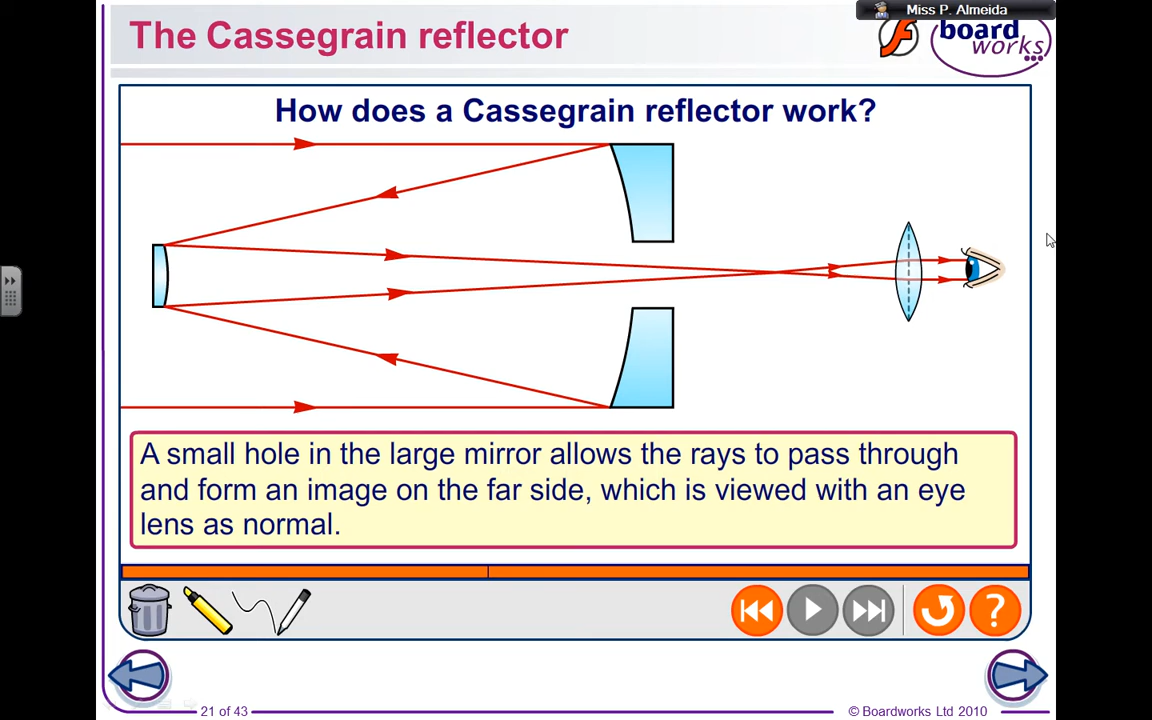 Miss P. Almeida
The Cassegrain reflector
board
works
How does a Cassegrain reflector work?
A small hole in the large mirror allows the rays to pass through
and form an image on the far side, which is viewed with an eye
lens as normal.
?
21 of 43
© Boardworks Ltd 2010